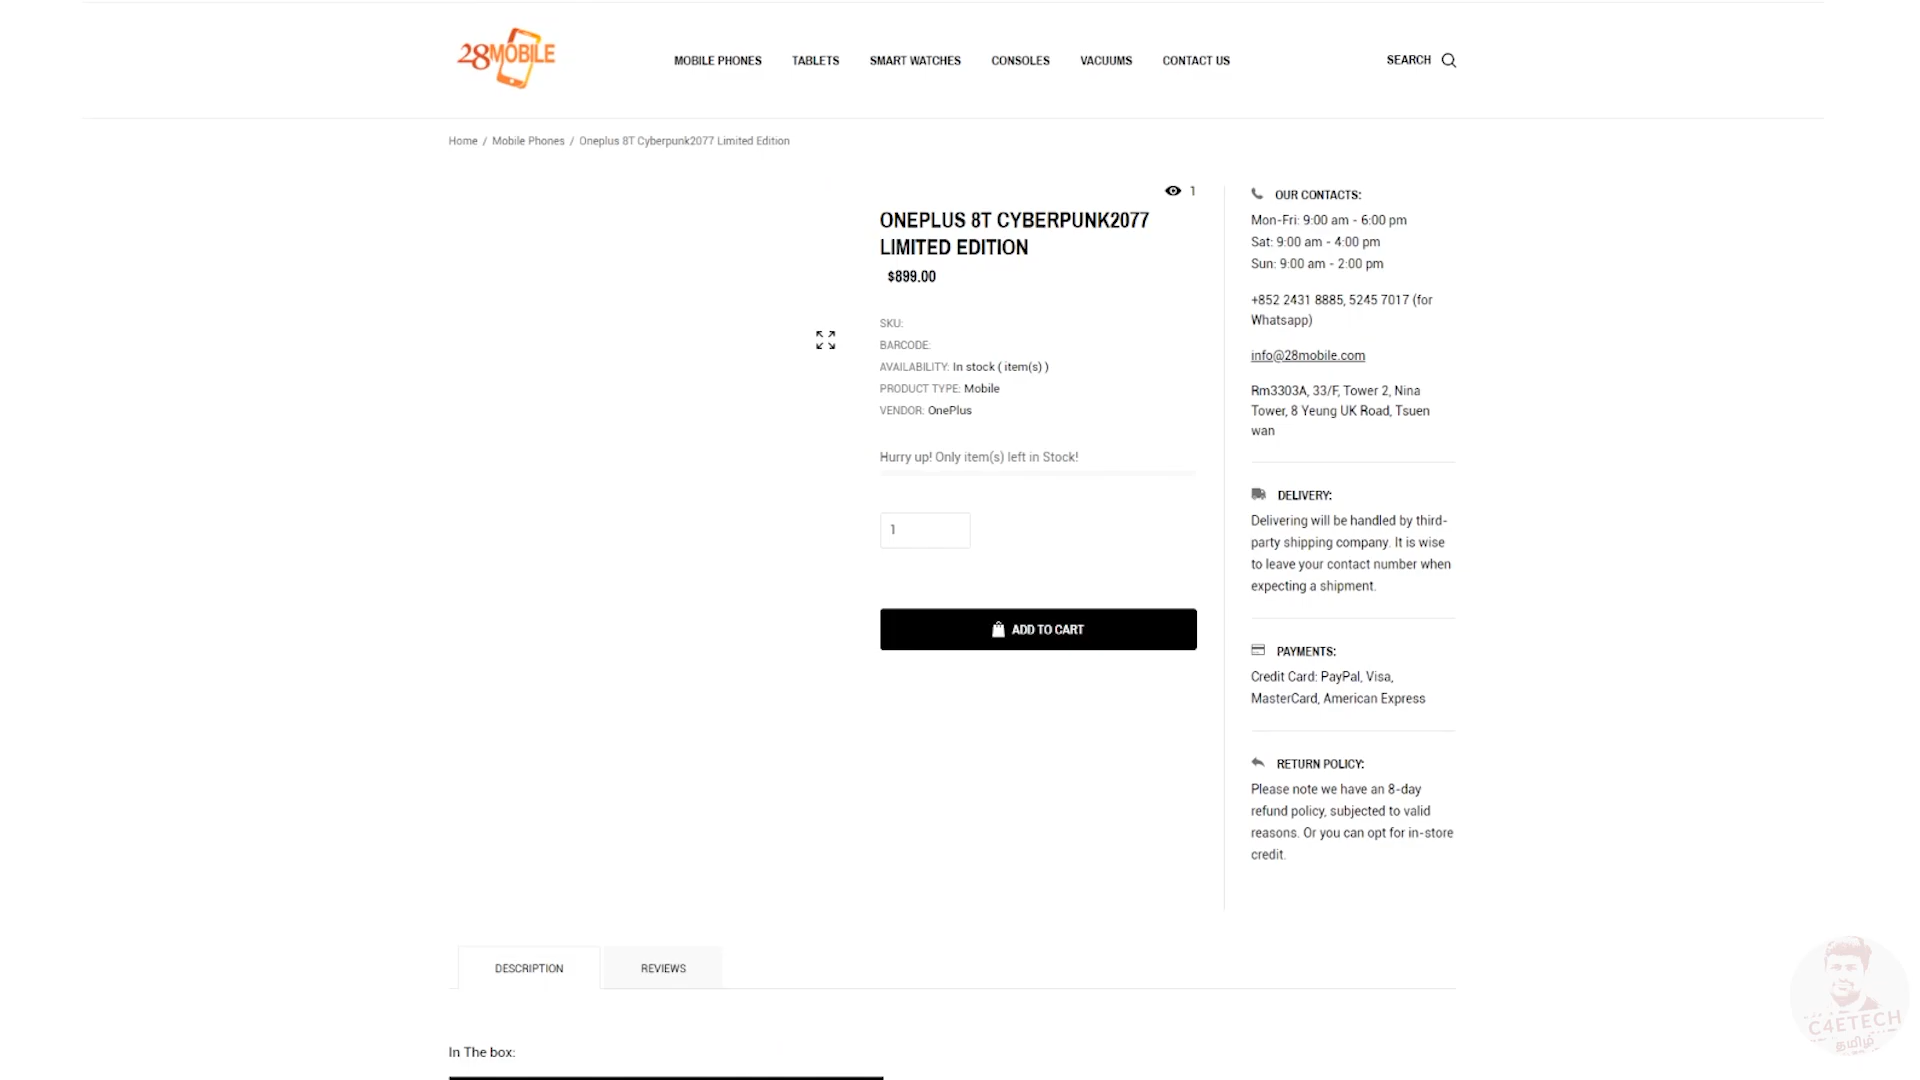 28MOBILE
MOBILE PHONES
TABLETS
SMART WATCHES
CONSOLES
VACUUMS
CONTACT US
SEARCH
Home / Mobile Phones / Oneplus 8T Cyberpunk2077 Limited Edition
1
ONEPLUS 8T CYBERPUNK2077
LIMITED EDITION
$899.00
SKU:
BARCODE:
AVAILABILITY: In stock ( item(s) )
PRODUCT TYPE: Mobile
VENDOR: OnePlus
Hurry up! Only item(s) left in Stock!
1
ADD TO CART
OUR CONTACTS:
Mon-Fri: 9:00 am - 6:00 pm
Sat: 9:00 am - 4:00 pm
Sun: 9:00 am - 2:00 pm
+852 2431 8885, 5245 7017 (for
Whatsapp)
info@28mobile.com
Rm3303A, 33/F, Tower 2, Nina
Tower, 8 Yeung UK Road, Tsuen
wan
DELIVERY:
Delivering will be handled by third-
party shipping company. It is wise
to leave your contact number when
expecting a shipment.
PAYMENTS:
Credit Card: PayPal, Visa,
MasterCard, American Express
RETURN POLICY:
Please note we have an 8-day
refund policy, subjected to valid
reasons. Or you can opt for in-store
credit.
DESCRIPTION
REVIEWS
In The box:
C4ETECH
தமிழ்